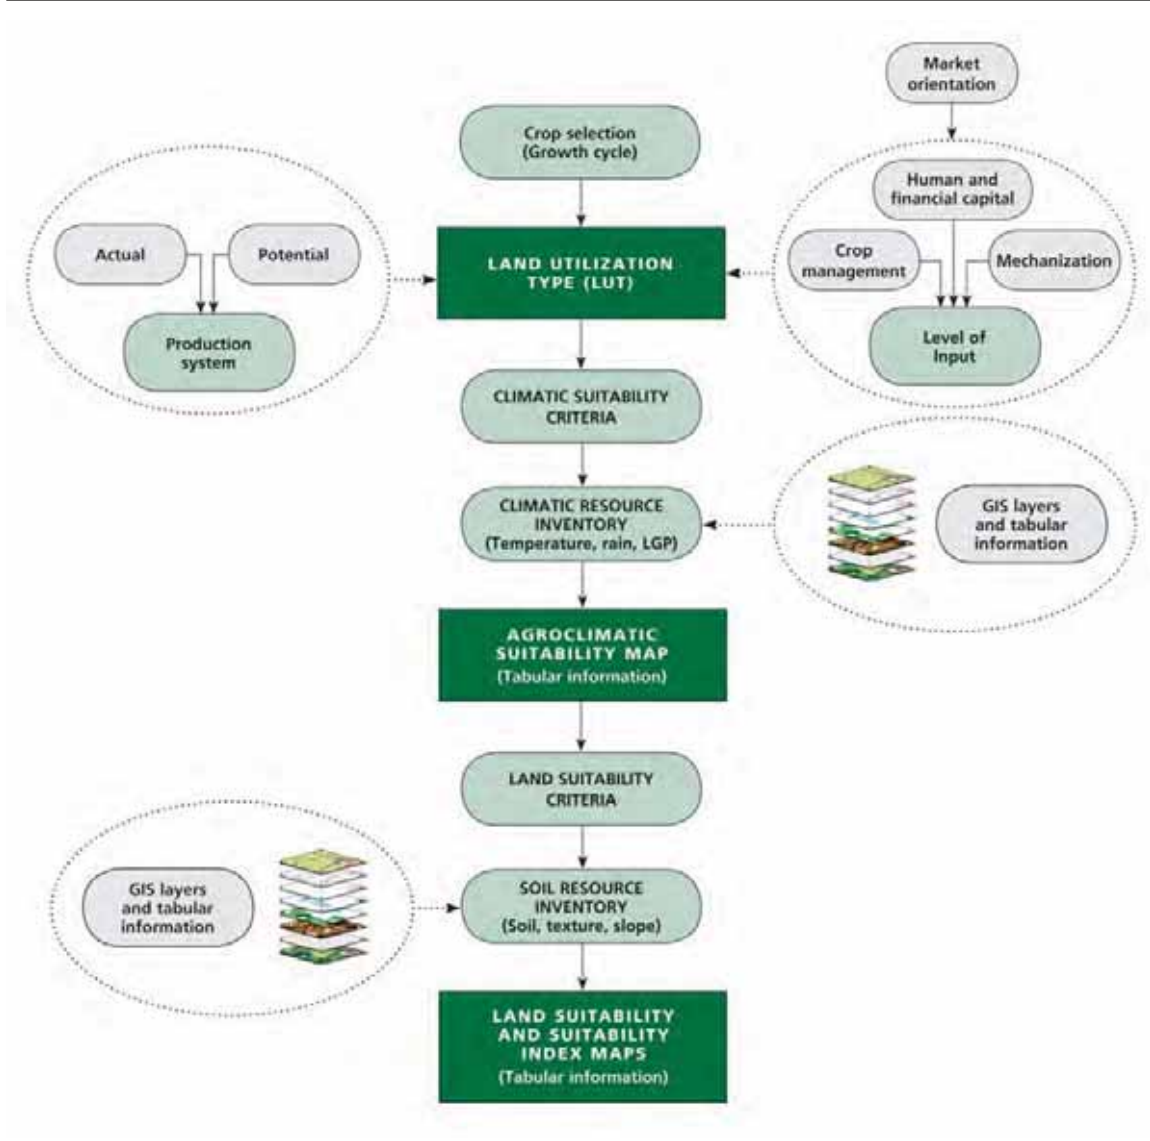 Market
orientation
Crop selection
(Growth cycle)
Human and
financial capital
Actual
Potential
Crop
management
Mechanization
LAND UTILIZATION
TYPE (LUT)
Production
system
Level of
Input
CLIMATIC SUITABILITY
CRITERIA
CLIMATIC RESOURCE
INVENTORY
(Temperature, rain, LGP)
GIS layers
and tabular
information
AGROCLIMATIC
SUITABILITY MAP
(Tabular information)
LAND SUITABILITY
CRITERIA
GIS layers
and tabular
information
SOIL RESOURCE
INVENTORY
(Soil, texture, slope)
LAND SUITABILITY
AND SUITABILITY
INDEX MAPS
(Tabular information)